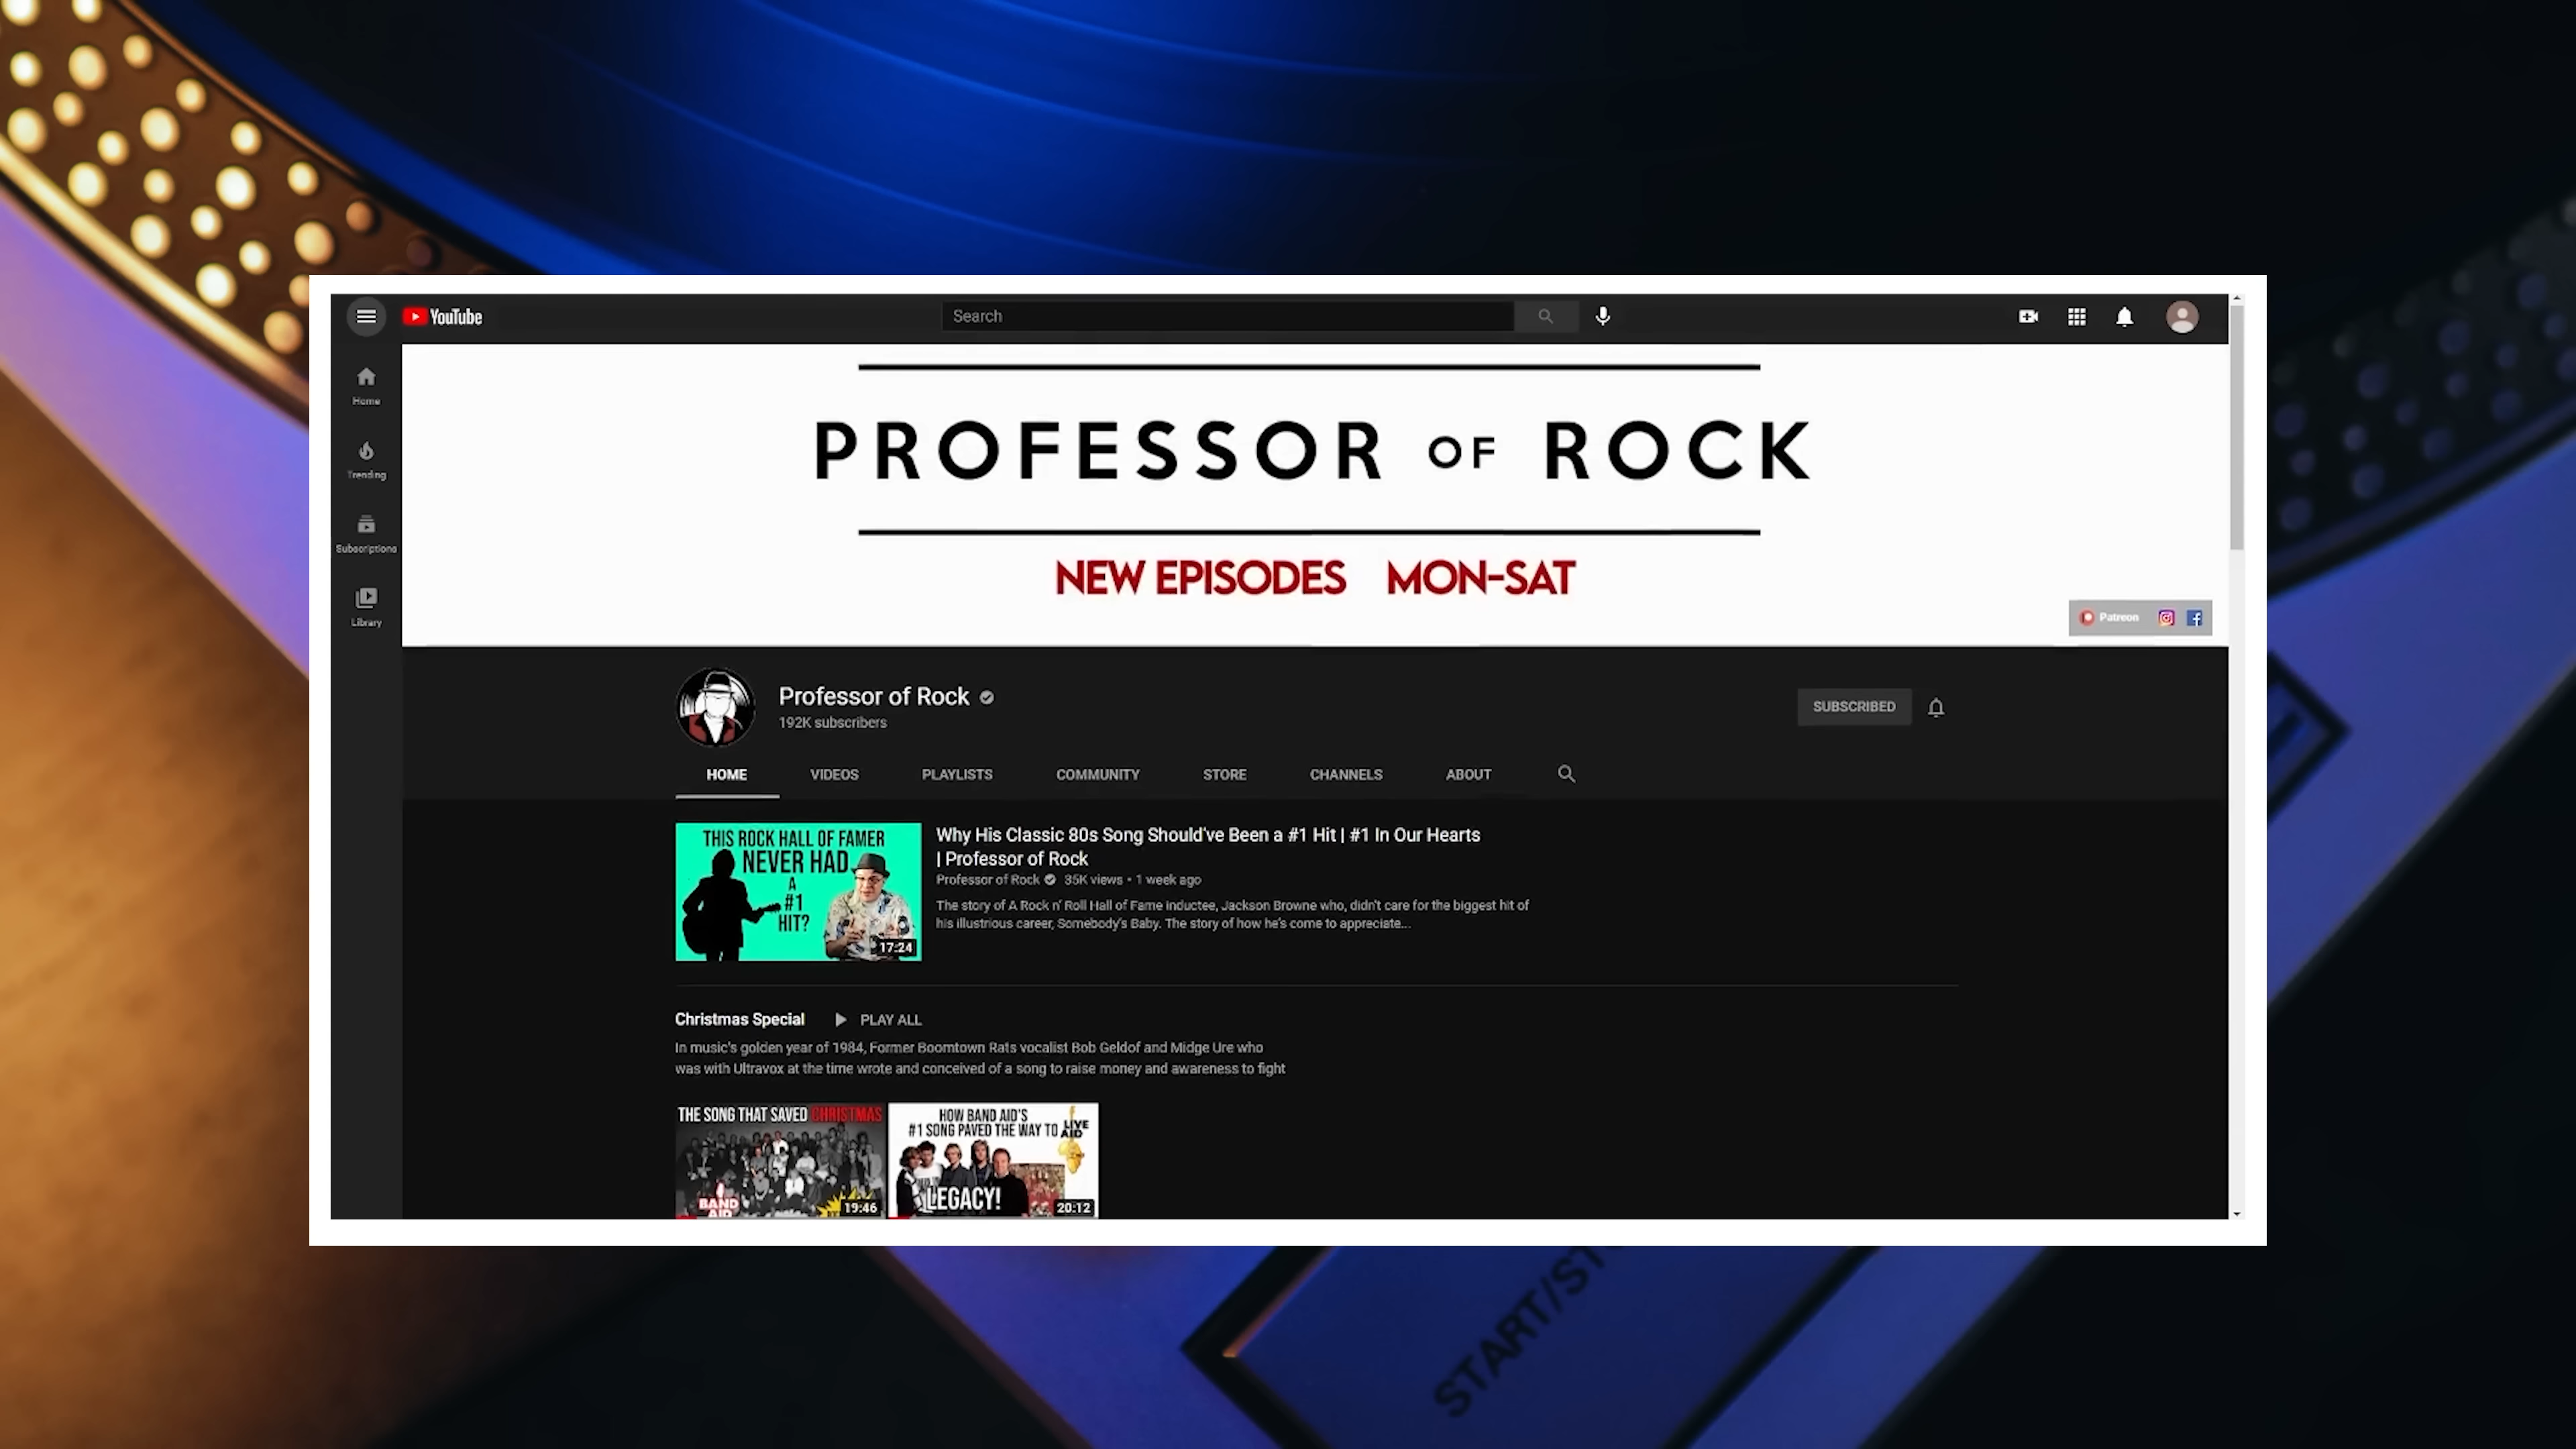 YouTube
Search
Home
Trending
Subscriptions
Library
PROFESSOR OF ROCK
NEW EPISODES MON-SAT
Patreon
Professor of Rock
192K subscribers
SUBSCRIBED
HOME VIDEOS PLAYLISTS COMMUNITY STORE CHANNELS ABOUT
THIS ROCK HALL OF FAMER
NEVER HAD
A
#1
HIT?
17:24
Why His Classic 80s Song Should've Been a #1 Hit | #1 In Our Hearts
| Professor of Rock
Professor of Rock 35K views • 1 week ago
The story of A Rock n' Roll Hall of Fame inductee, Jackson Browne who, didn't care for the biggest hit of
his illustrious career, Somebody's Baby. The story of how he's come to appreciate...
Christmas Special PLAY ALL
In music's golden year of 1984, Former Boomtown Rats vocalist Bob Geldof and Midge Ure who
was with Ultravox at the time wrote and conceived of a song to raise money and awareness to fight
THE SONG THAT SAVED CHRISTMAS
BAND
AID
19:46
HOW BAND AID'S
#1 SONG PAVED THE WAY TO LIVE AID
LEGACY!
20:12
START/ST